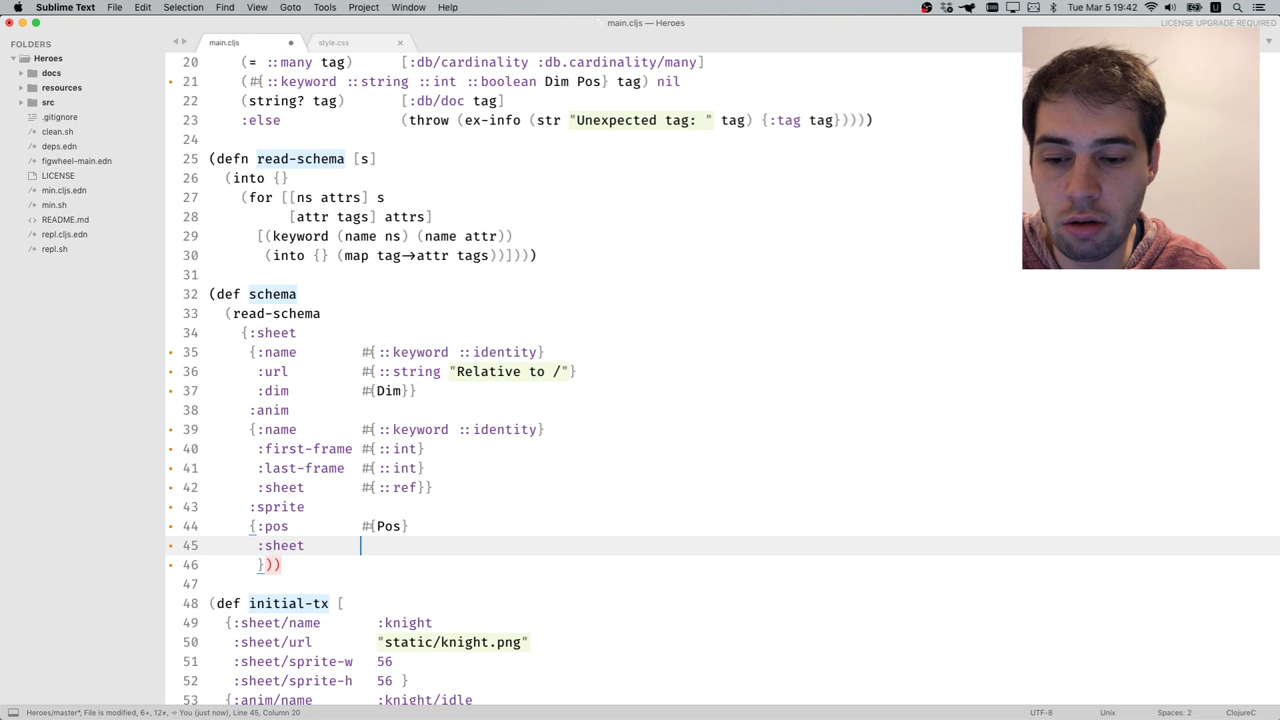 Sublime Text File Edit Selection Find View Goto Tools Project Window Help
Tue Mar 5 19:42
main.cljs — Heroes
LICENSE UPGRADE REQUIRED
FOLDERS
Heroes
docs
resources
src
.gitignore
clean.sh
deps.edn
figwheel-main.edn
LICENSE
min.cljs.edn
min.sh
README.md
repl.cljs.edn
repl.sh
main.cljs
style.css
20 (= ::many tag) [:db/cardinality :db.cardinality/many]
21 (#{::keyword ::string ::int ::boolean Dim Pos} tag) nil
22 (string? tag) [:db/doc tag]
23 :else (throw (ex-info (str "Unexpected tag: " tag) {:tag tag}))))
24
25 (defn read-schema [s]
26 (into {}
27 (for [[ns attrs] s
28 [attr tags] attrs]
29 [(keyword (name ns) (name attr))
30 (into {} (map tag->attr tags))])))
31
32 (def schema
33 (read-schema
34 {:sheet
35 {:name #{::keyword ::identity}
36 :url #{::string "Relative to /"}
37 :dim #{Dim}}
38 :anim
39 {:name #{::keyword ::identity}
40 :first-frame #{::int}
41 :last-frame #{::int}
42 :sheet #{::ref}}
43 :sprite
44 {:pos #{Pos}
45 :sheet
46 }))
47
48 (def initial-tx [
49 {:sheet/name :knight
50 :sheet/url "static/knight.png"
51 :sheet/sprite-w 56
52 :sheet/sprite-h 56 }
53 {:anim/name :knight/idle
Heroes/master*, File is modified, 6+, 12≠, ⟜ You (just now), Line 45, Column 20
UTF-8
Unix
Spaces: 2
ClojureC